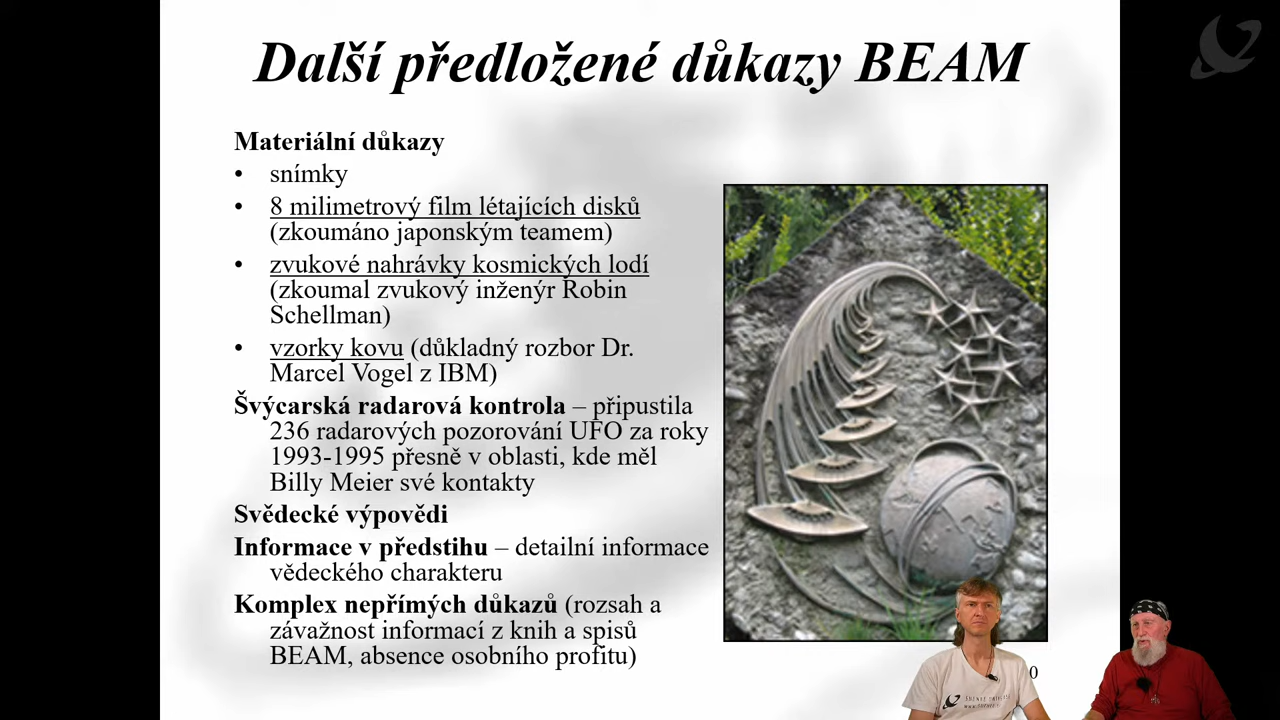 Další předložené důkazy BEAM
Materiální důkazy
• snímky
• 8 milimetrový film létajících disků
(zkoumáno japonským teamem)
• zvukové nahrávky kosmických lodí
(zkoumal zvukový inženýr Robin
Schellman)
• vzorky kovu (důkladný rozbor Dr.
Marcel Vogel z IBM)
Švýcarská radarová kontrola – připustila
236 radarových pozorování UFO za roky
1993-1995 přesně v oblasti, kde měl
Billy Meier své kontakty
Svědecké výpovědi
Informace v předstihu – detailní informace
vědeckého charakteru
Komplex nepřímých důkazů (rozsah a
závažnost informací z knih a spisů
BEAM, absence osobního profitu)
0